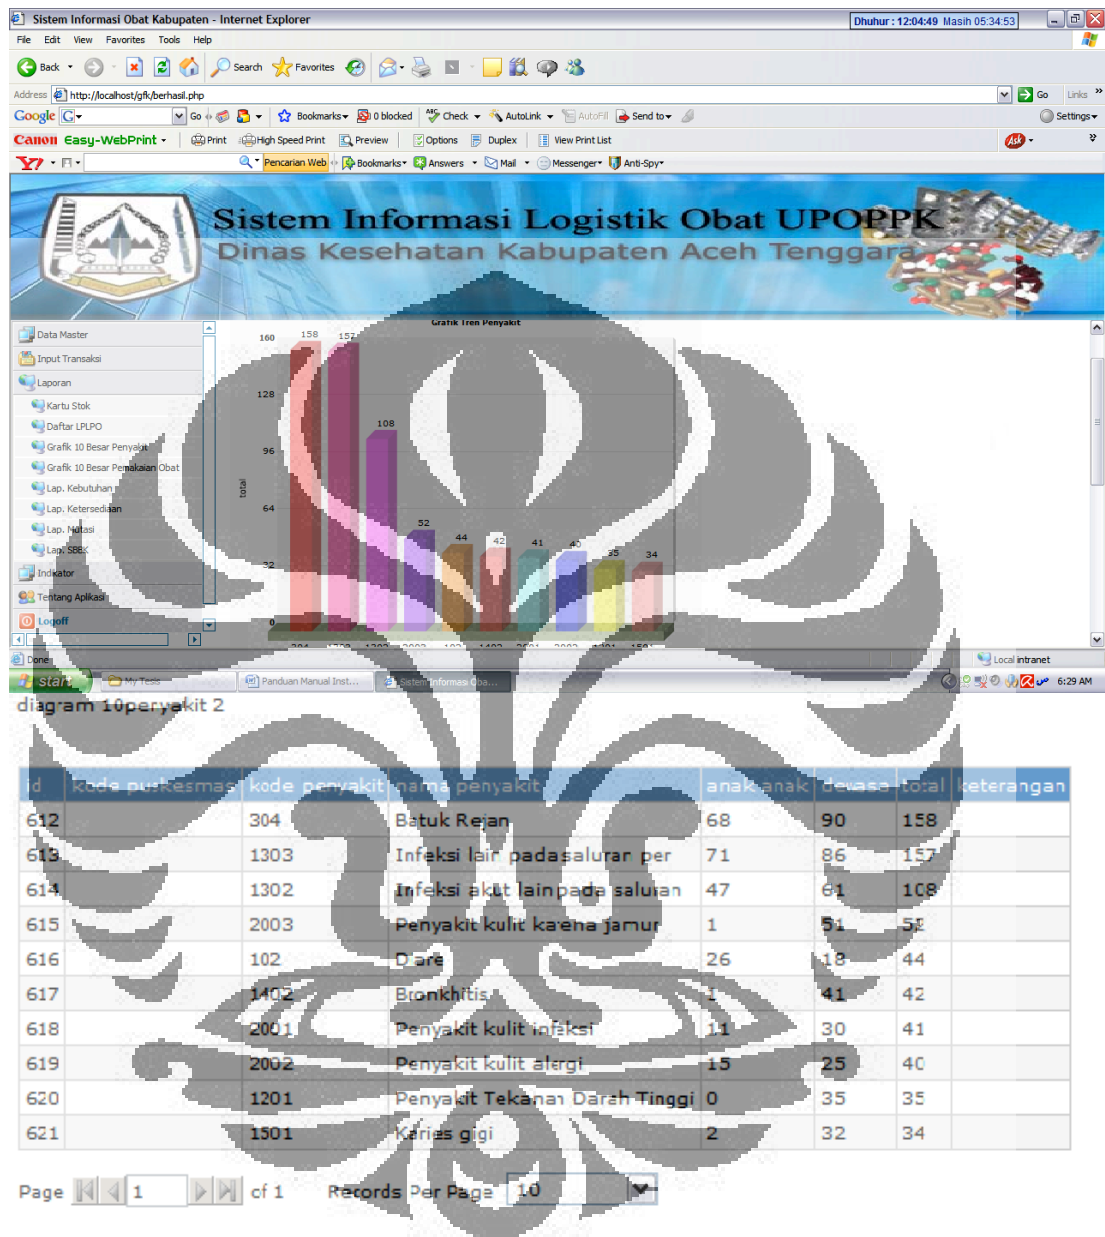 Sistem Informasi Obat Kabupaten - Internet Explorer
Dhuhur : 12:04:49 Masih 05:34:53
File Edit View Favorites Tools Help
Back Search Favorites
Address http://localhost/gfk/berhasil.php Go Links »
Google G Go Bookmarks 0 blocked Check AutoLink AutoFill Send to Settings
Canon Easy-WebPrint Print High Speed Print Preview Options Duplex View Print List Ask »
Y! Pencarian Web Bookmarks Answers Mail Messenger Anti-Spy
Sistem Informasi Logistik Obat UPOPPK
Dinas Kesehatan Kabupaten Aceh Tenggara
Data Master
Input Transaksi
Laporan
Kartu Stok
Daftar LPLPO
Grafik 10 Besar Penyakit
Grafik 10 Besar Pemakaian Obat
Lap. Kebutuhan
Lap. Ketersediaan
Lap. Mutasi
Lap. SBBK
Indikator
Tentang Aplikasi
Logoff
Grafik Tren Penyakit
160
128
96
64
32
0
total
158 157 108 52 44 42 41 40 35 34
304 1303 1302 2003 102 1402 2001 2002 1201 1501
Done Local intranet
start My Tesis Panduan Manual Inst... Sistem Informasi Oba... 6:29 AM
diagram 10penyakit 2
id kode puskesmas kode penyakit nama penyakit anak anak dewasa total keterangan
612 304 Batuk Rejan 68 90 158
613 1303 Infeksi lain pada saluran per 71 86 157
614 1302 Infeksi akut lain pada saluran 47 61 108
615 2003 Penyakit kulit karena jamur 1 51 52
616 102 Diare 26 18 44
617 1402 Bronkhitis 1 41 42
618 2001 Penyakit kulit infeksi 11 30 41
619 2002 Penyakit kulit alergi 15 25 40
620 1201 Penyakit Tekanan Darah Tinggi 0 35 35
621 1501 Karies gigi 2 32 34
Page 1 of 1 Records Per Page 10